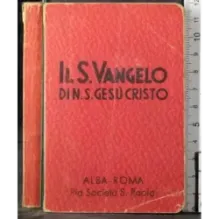 IL S. VANGELO
DI N. S. GESÙ CRISTO
ALBA ROMA
Pia Società S. Paolo